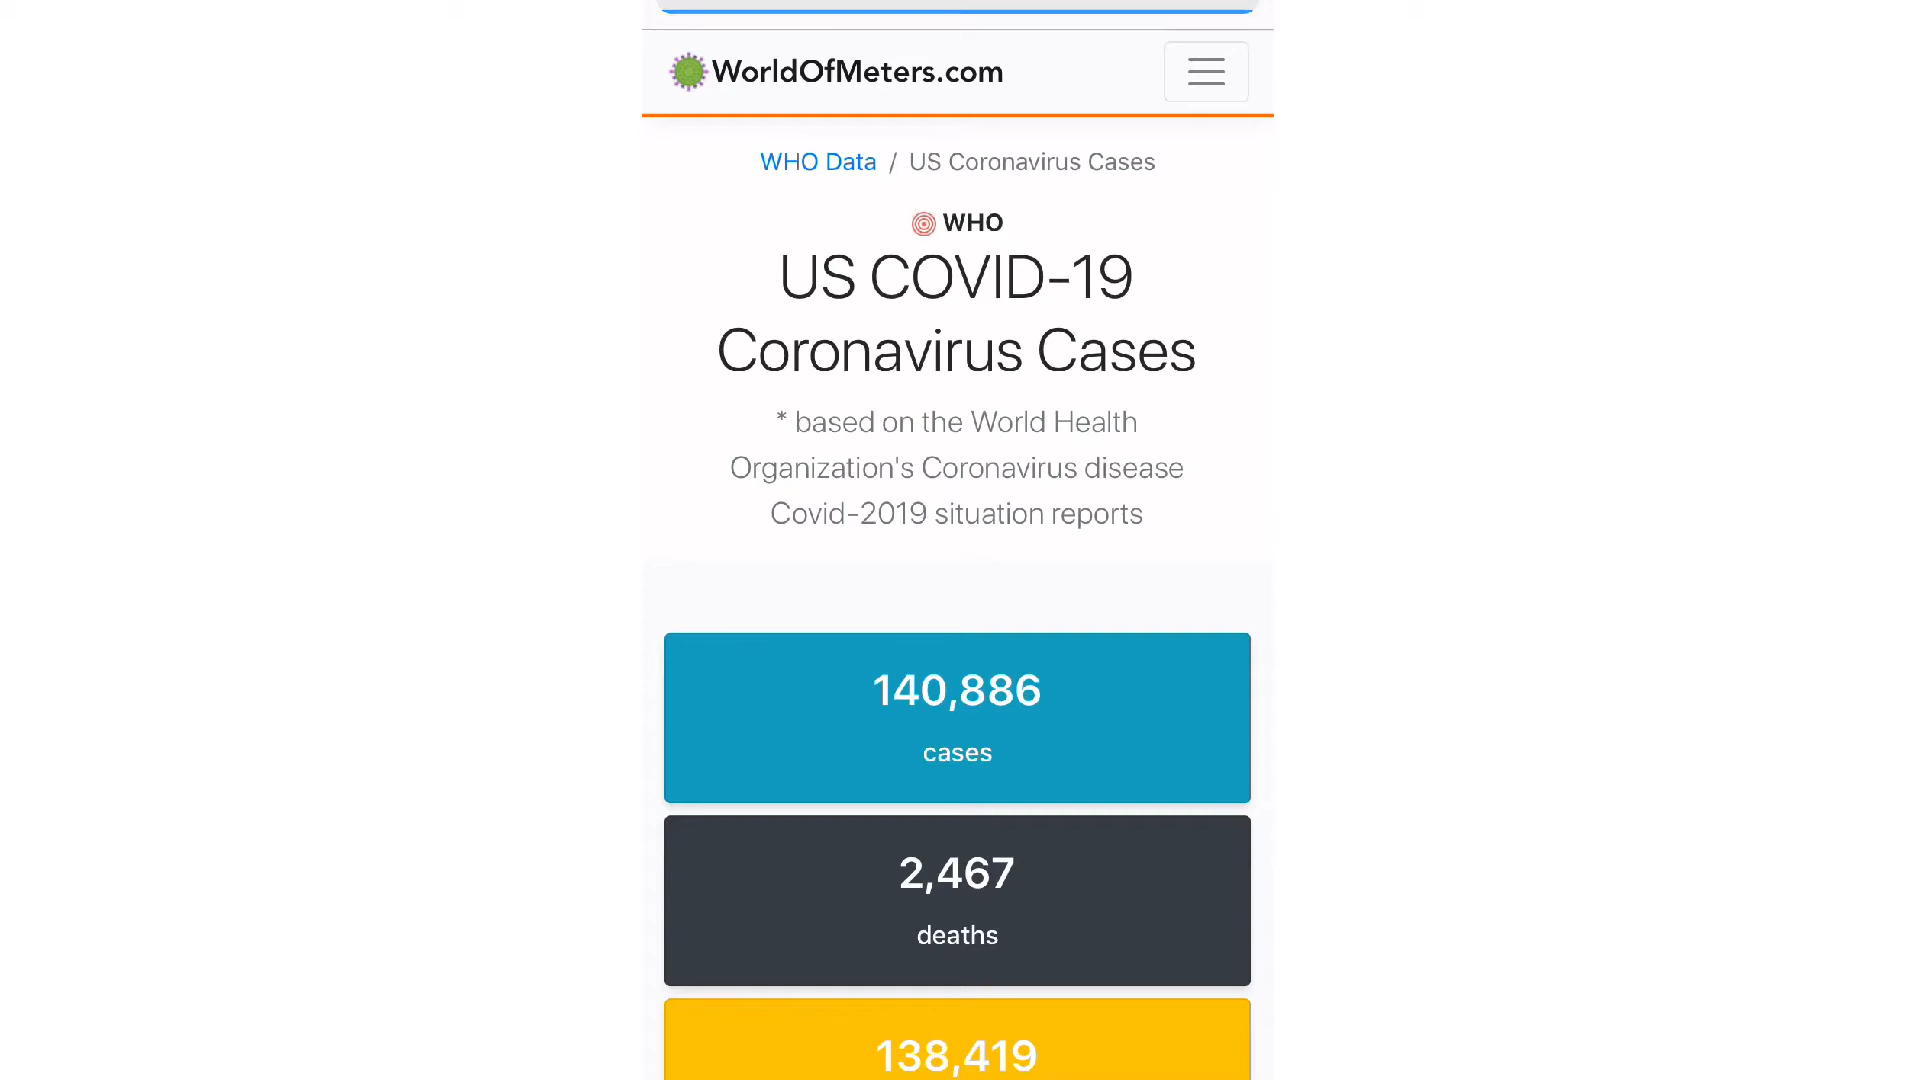 WorldOfMeters.com
WHO Data / US Coronavirus Cases
WHO
US COVID-19
Coronavirus Cases
* based on the World Health
Organization's Coronavirus disease
Covid-2019 situation reports
140,886
cases
2,467
deaths
138,419